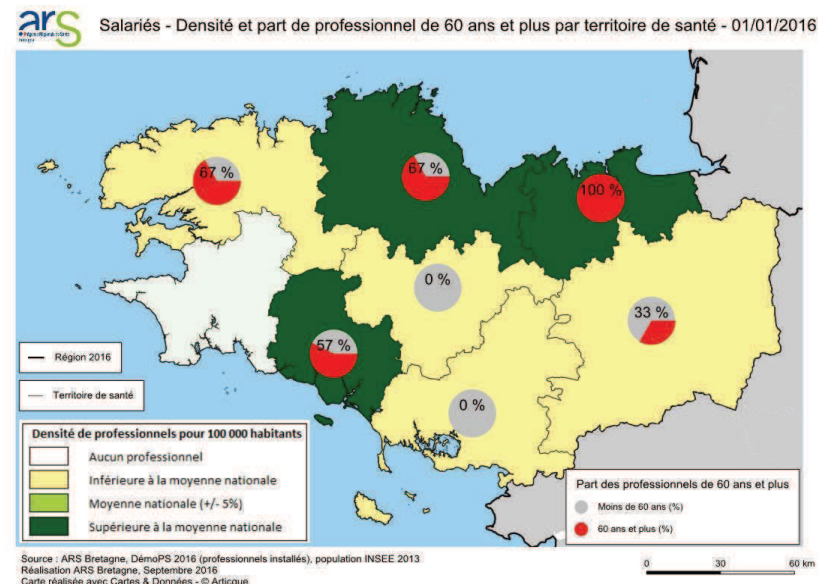 ars
Salariés - Densité et part de professionnel de 60 ans et plus par territoire de santé - 01/01/2016
67 %
67 %
100 %
0 %
33 %
57 %
0 %
Région 2016
Territoire de santé
Densité de professionnels pour 100 000 habitants
Aucun professionnel
Inférieure à la moyenne nationale
Moyenne nationale (+/- 5%)
Supérieure à la moyenne nationale
Part des professionnels de 60 ans et plus
Moins de 60 ans (%)
60 ans et plus (%)
Source : ARS Bretagne, DémoPS 2016 (professionnels installés), population INSEE 2013
Réalisation ARS Bretagne, Septembre 2016
Carte réalisée avec Cartes & Données - © Articque
0 30 60 km